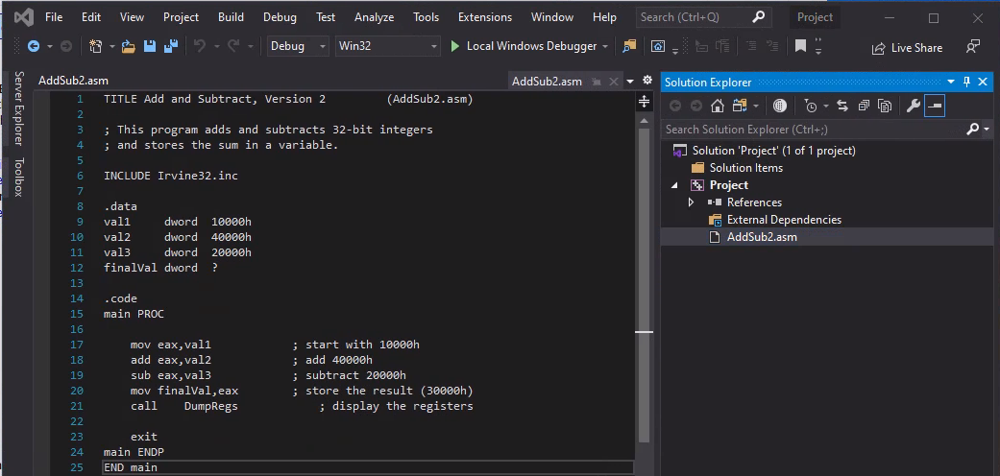 File Edit View Project Build Debug Test Analyze Tools Extensions Window Help Search (Ctrl+Q) Project
Debug Win32 Local Windows Debugger Live Share
Server Explorer
Toolbox
AddSub2.asm AddSub2.asm
1 TITLE Add and Subtract, Version 2 (AddSub2.asm)
2
3 ; This program adds and subtracts 32-bit integers
4 ; and stores the sum in a variable.
5
6 INCLUDE Irvine32.inc
7
8 .data
9 val1 dword 10000h
10 val2 dword 40000h
11 val3 dword 20000h
12 finalVal dword ?
13
14 .code
15 main PROC
16
17 mov eax,val1 ; start with 10000h
18 add eax,val2 ; add 40000h
19 sub eax,val3 ; subtract 20000h
20 mov finalVal,eax ; store the result (30000h)
21 call DumpRegs ; display the registers
22
23 exit
24 main ENDP
25 END main
Solution Explorer
Search Solution Explorer (Ctrl+;)
Solution 'Project' (1 of 1 project)
Solution Items
Project
References
External Dependencies
AddSub2.asm